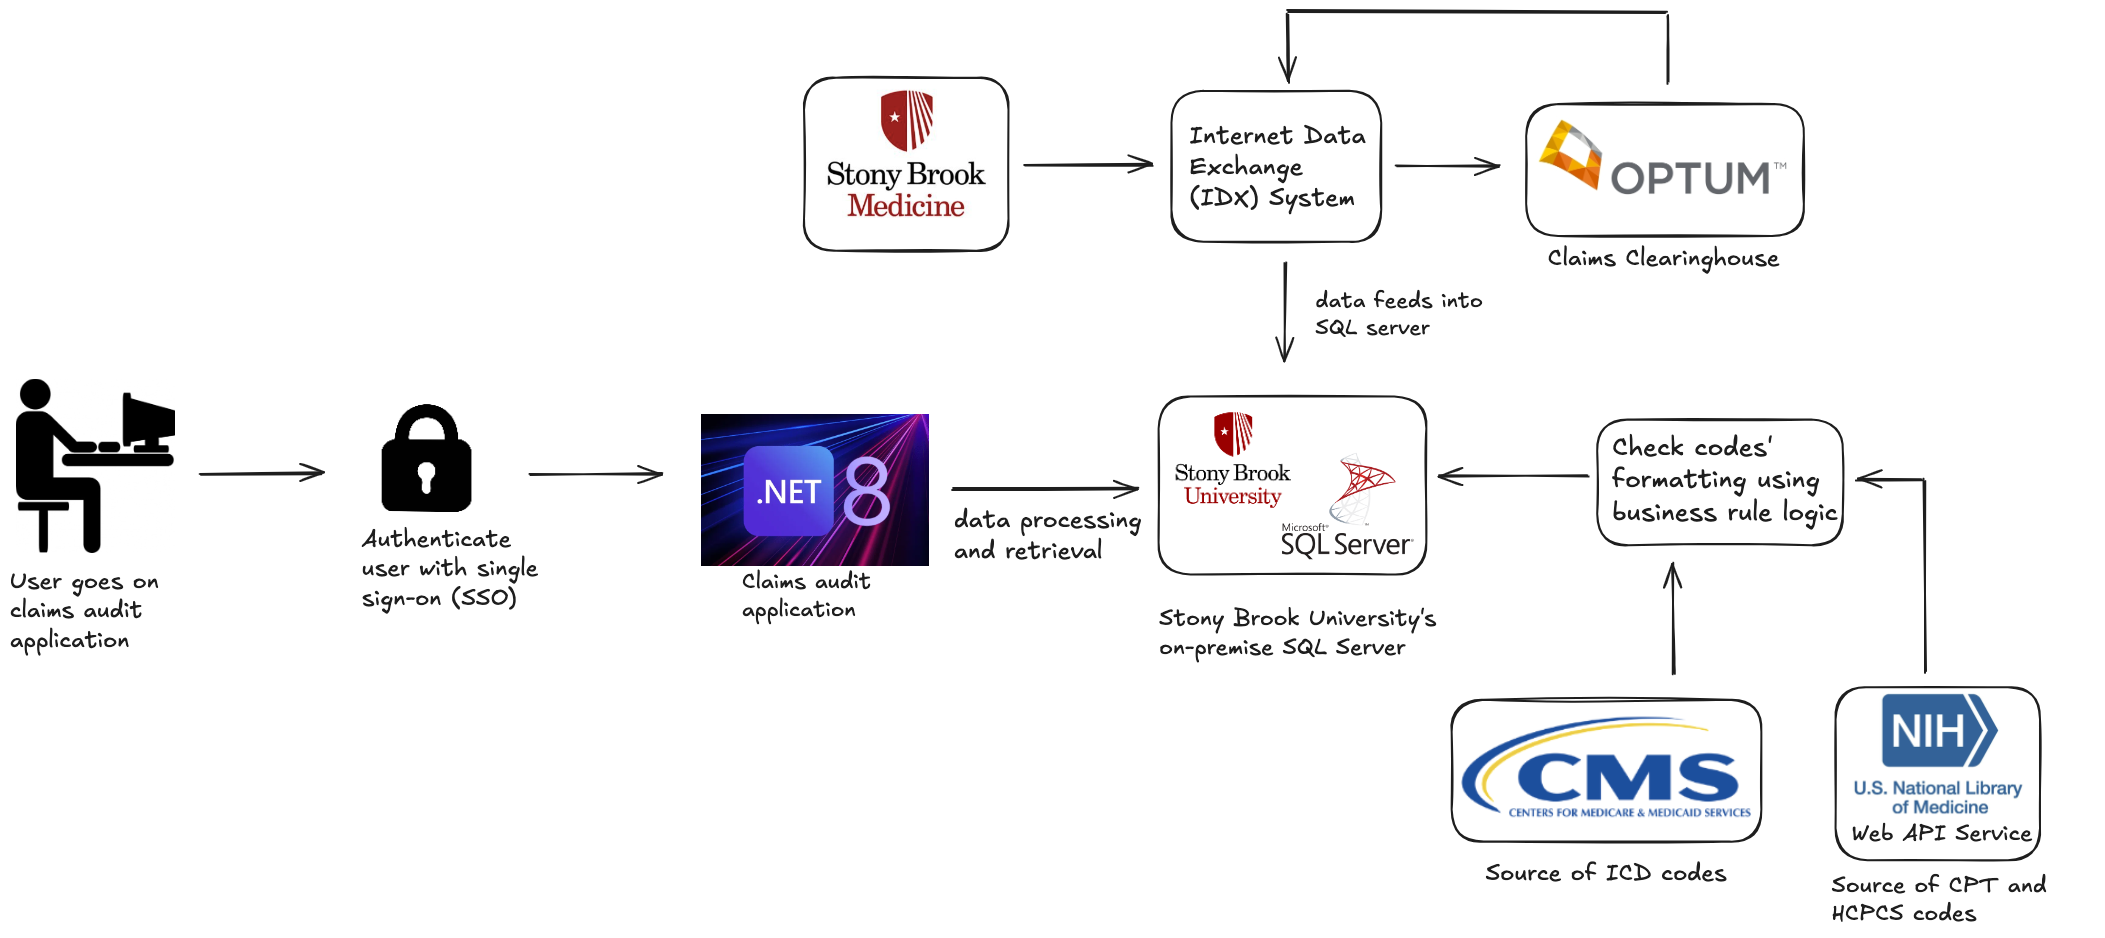 Stony Brook
Medicine
Internet Data
Exchange
(IDX) System
OPTUM™
Claims Clearinghouse
data feeds into
SQL server
User goes on
claims audit
application
Authenticate
user with single
sign-on (SSO)
.NET 8
Claims audit
application
data processing
and retrieval
Stony Brook
University
Microsoft®
SQL Server®
Stony Brook University's
on-premise SQL Server
Check codes'
formatting using
business rule logic
CMS
CENTERS FOR MEDICARE & MEDICAID SERVICES
Source of ICD codes
NIH
U.S. National Library
of Medicine
Web API Service
Source of CPT and
HCPCS codes